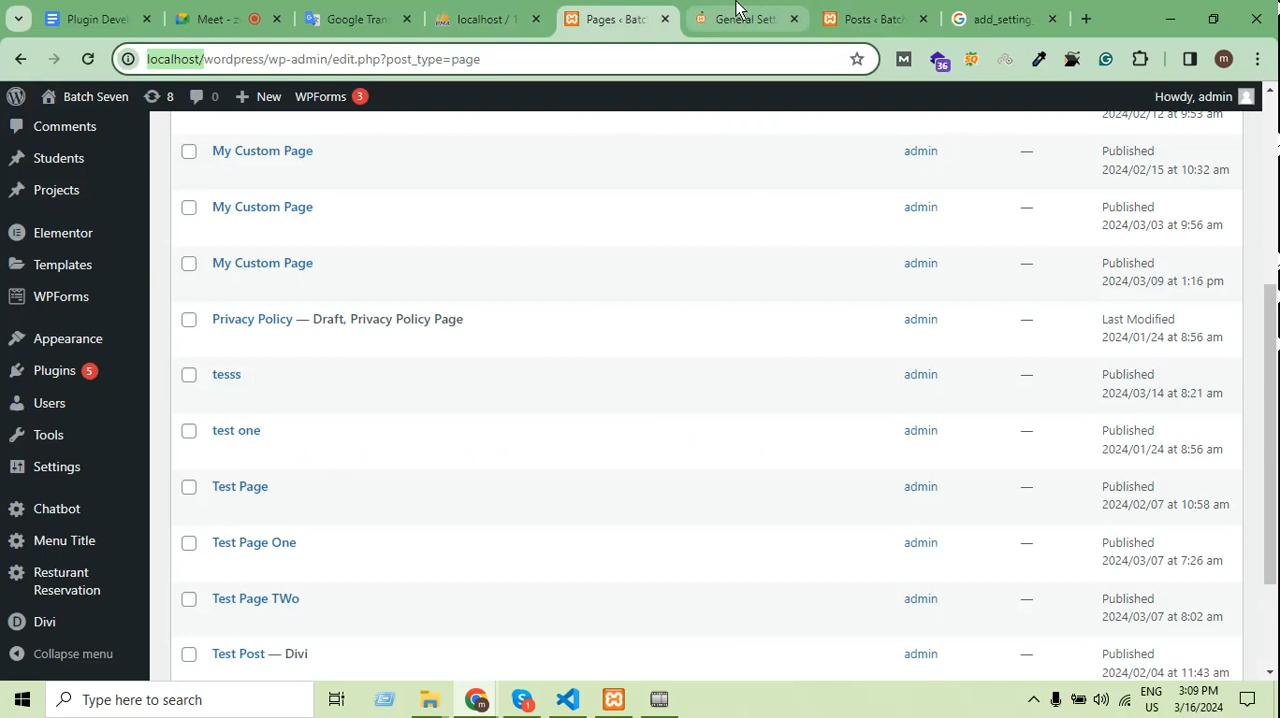 Plugin Devel
Meet - z
Google Tran
localhost / 1
Pages ‹ Batc
General Sett
Posts ‹ Batch
add_setting
localhost/wordpress/wp-admin/edit.php?post_type=page
36
Batch Seven
8
0
New
WPForms 3
Howdy, admin
2024/02/12 at 9:53 am
Comments
Students
Projects
Elementor
Templates
WPForms
Appearance
Plugins 5
Users
Tools
Settings
Chatbot
Menu Title
Resturant
Reservation
Divi
Collapse menu
My Custom Page admin — Published
2024/02/15 at 10:32 am
My Custom Page admin — Published
2024/03/03 at 9:56 am
My Custom Page admin — Published
2024/03/09 at 1:16 pm
Privacy Policy — Draft, Privacy Policy Page admin — Last Modified
2024/01/24 at 8:56 am
tesss admin — Published
2024/03/14 at 8:21 am
test one admin — Published
2024/01/24 at 8:56 am
Test Page admin — Published
2024/02/07 at 10:58 am
Test Page One admin — Published
2024/03/07 at 7:26 am
Test Page TWo admin — Published
2024/03/07 at 8:02 am
Test Post — Divi admin — Published
2024/02/04 at 11:43 am
Type here to search
1
ENG
US
3:09 PM
3/16/2024